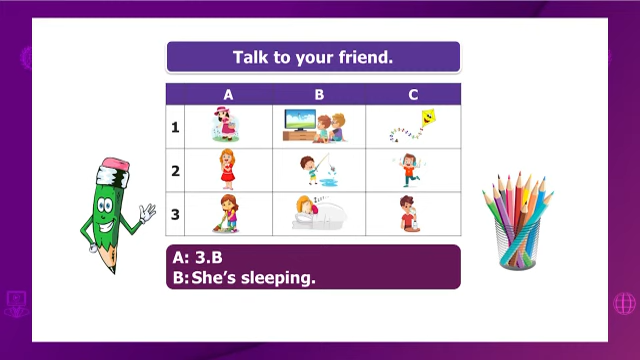 Talk to your friend.
A B C
1
2
3
A: 3.B
B: She's sleeping.